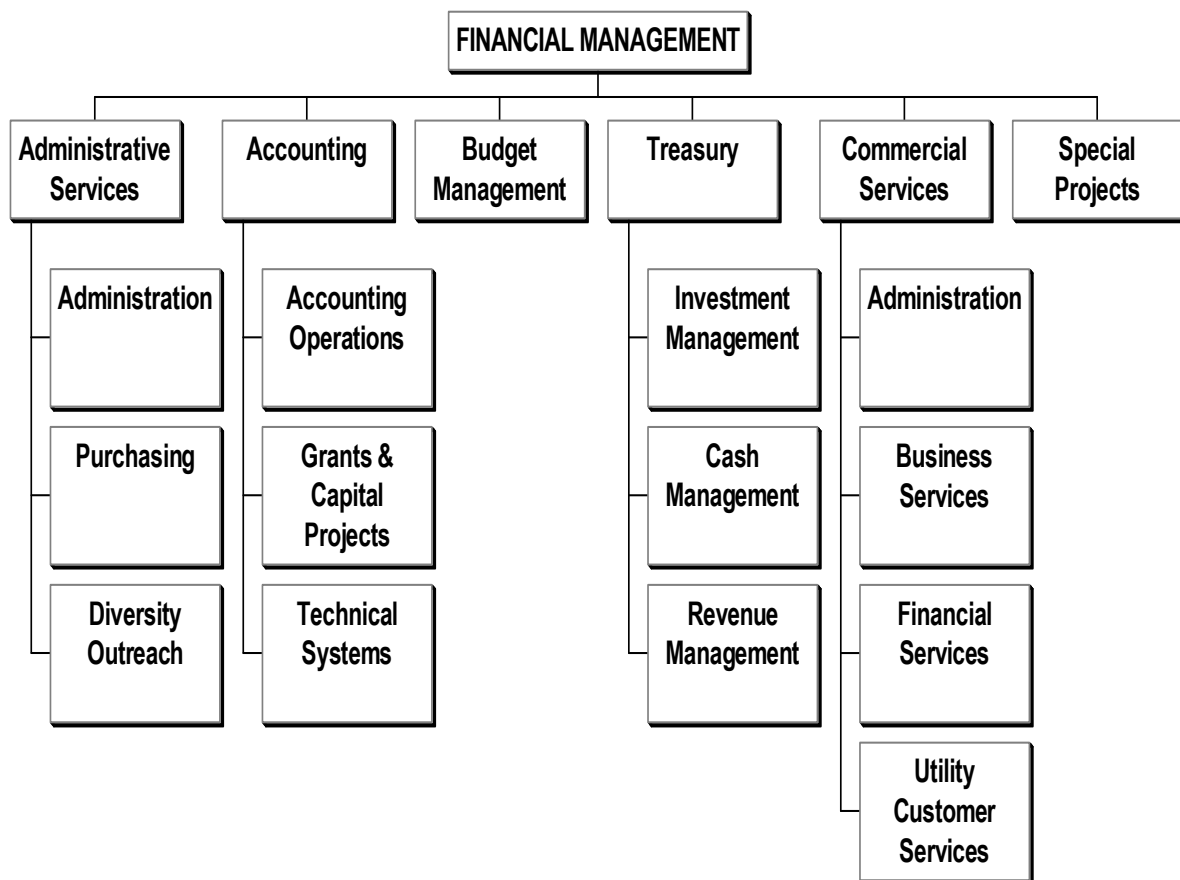 FINANCIAL MANAGEMENT
Administrative
Services
Accounting
Budget
Management
Treasury
Commercial
Services
Special
Projects
Administration
Accounting
Operations
Investment
Management
Administration
Purchasing
Grants &
Capital
Projects
Cash
Management
Business
Services
Diversity
Outreach
Technical
Systems
Revenue
Management
Financial
Services
Utility
Customer
Services